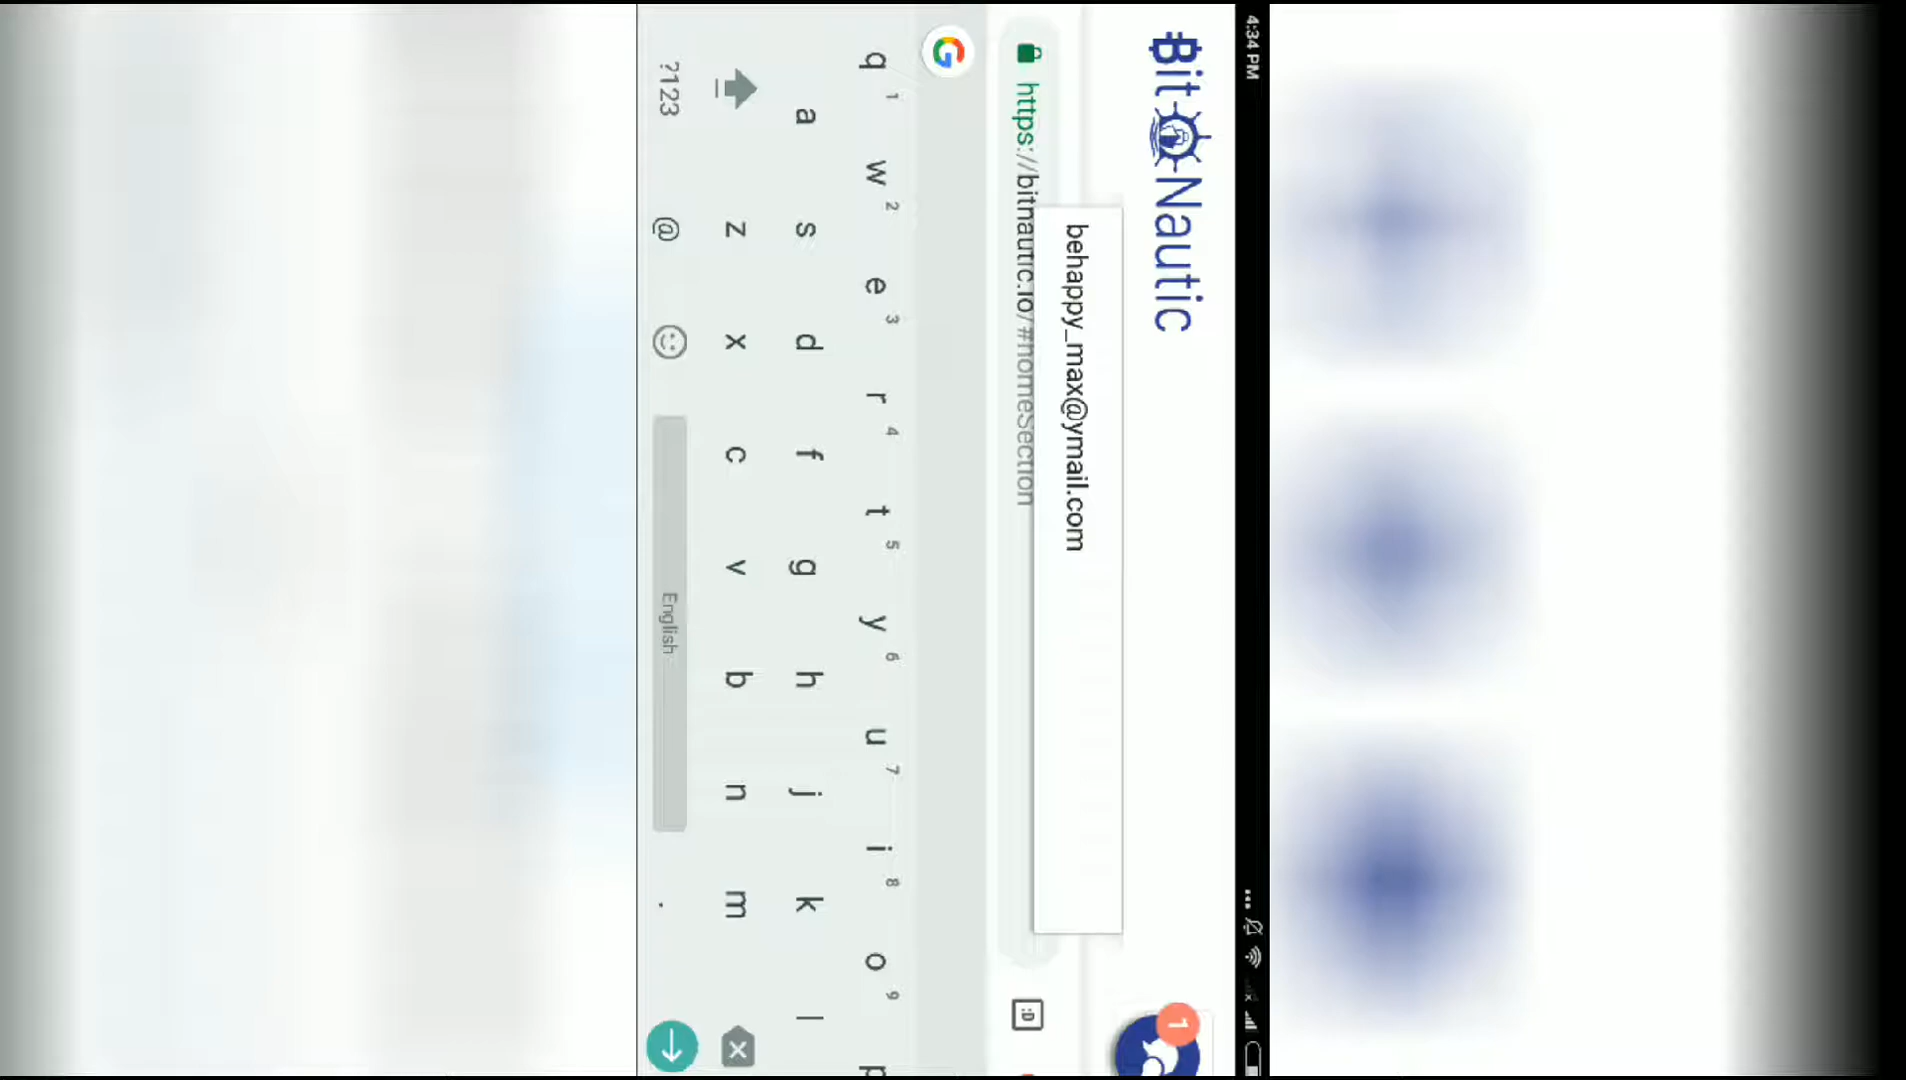 4:34 PM
BitNautic
1
behappy_max@ymail.com
https://bitnautic.io/#homeSection
:D
q 1 w 2 e 3 r 4 t 5 y 6 u 7 i 8 o 9 p
a s d f g h j k l
z x c v b n m
?123 @ English .